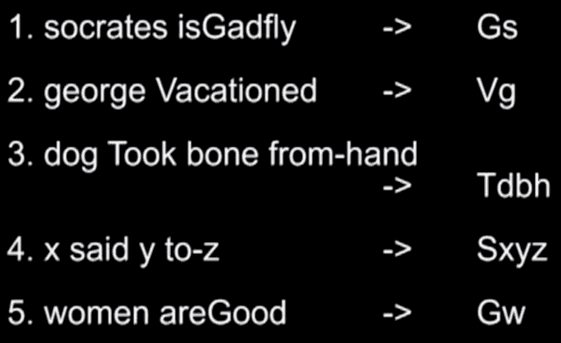 1. socrates isGadfly -> Gs
2. george Vacationed -> Vg
3. dog Took bone from-hand
-> Tdbh
4. x said y to-z -> Sxyz
5. women areGood -> Gw